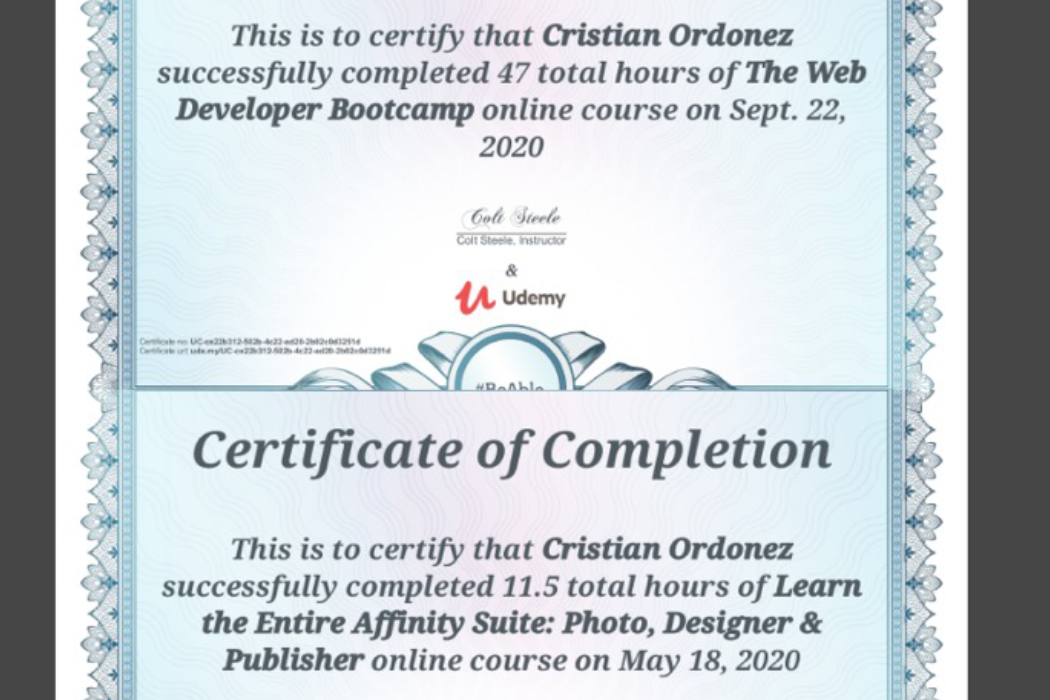 This is to certify that Cristian Ordonez
successfully completed 47 total hours of The Web
Developer Bootcamp online course on Sept. 22,
2020
Colt Steele
Colt Steele, Instructor
&
Udemy
Certificate no: UC-ce22b312-502b-4c22-ad20-2b02c0d3291d
Certificate url: ude.my/UC-ce22b312-502b-4c22-ad20-2b02c0d3291d
#BeAble
Certificate of Completion
This is to certify that Cristian Ordonez
successfully completed 11.5 total hours of Learn
the Entire Affinity Suite: Photo, Designer &
Publisher online course on May 18, 2020